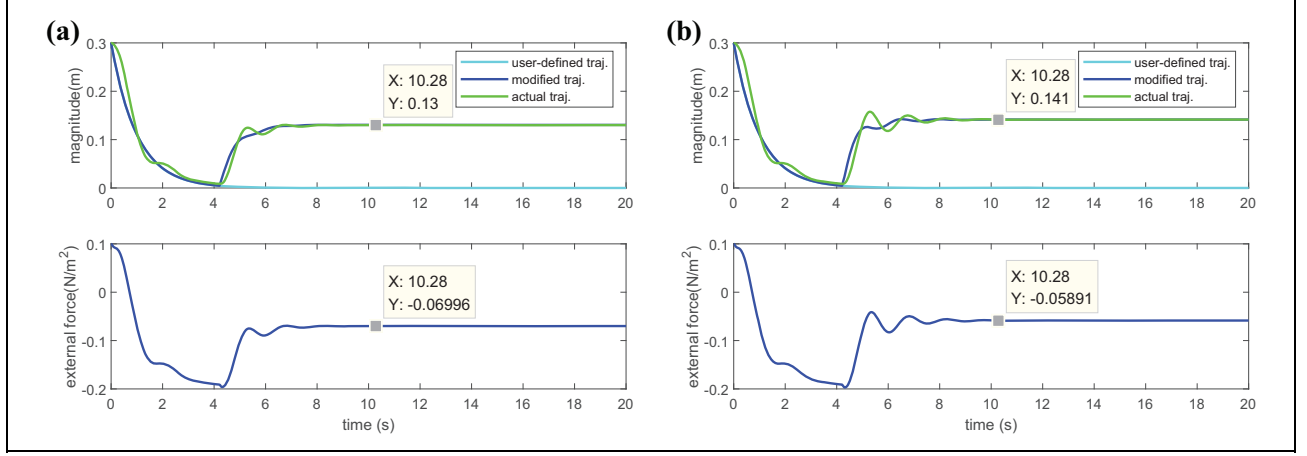 (a)
0.3
0.2
0.1
0
magnitude(m)
user-defined traj.
modified traj.
actual traj.
X: 10.28
Y: 0.13
0 2 4 6 8 10 12 14 16 18 20
0.1
0
-0.1
-0.2
external force(N/m²)
X: 10.28
Y: -0.06996
0 2 4 6 8 10 12 14 16 18 20
time (s)
(b)
0.3
0.2
0.1
0
magnitude(m)
user-defined traj.
modified traj.
actual traj.
X: 10.28
Y: 0.141
0 2 4 6 8 10 12 14 16 18 20
0.1
0
-0.1
-0.2
external force(N/m²)
X: 10.28
Y: -0.05891
0 2 4 6 8 10 12 14 16 18 20
time (s)